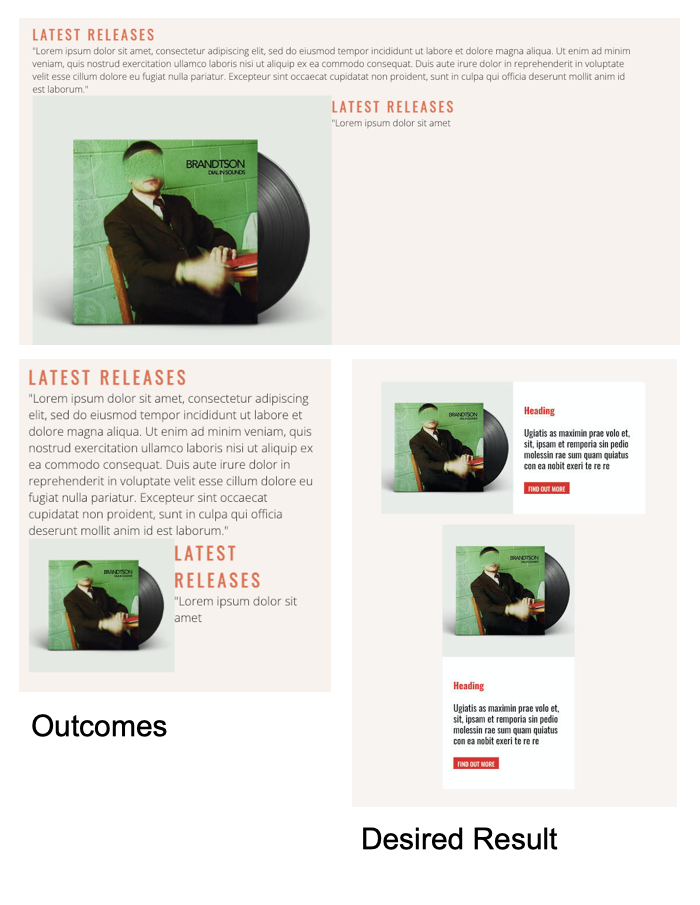 LATEST RELEASES
"Lorem ipsum dolor sit amet, consectetur adipiscing elit, sed do eiusmod tempor incididunt ut labore et dolore magna aliqua. Ut enim ad minim
veniam, quis nostrud exercitation ullamco laboris nisi ut aliquip ex ea commodo consequat. Duis aute irure dolor in reprehenderit in voluptate
velit esse cillum dolore eu fugiat nulla pariatur. Excepteur sint occaecat cupidatat non proident, sunt in culpa qui officia deserunt mollit anim id
est laborum."
BRANDTSON
DIAL IN SOUNDS
LATEST RELEASES
"Lorem ipsum dolor sit amet
LATEST RELEASES
"Lorem ipsum dolor sit amet, consectetur adipiscing
elit, sed do eiusmod tempor incididunt ut labore et
dolore magna aliqua. Ut enim ad minim veniam, quis
nostrud exercitation ullamco laboris nisi ut aliquip ex
ea commodo consequat. Duis aute irure dolor in
reprehenderit in voluptate velit esse cillum dolore eu
fugiat nulla pariatur. Excepteur sint occaecat
cupidatat non proident, sunt in culpa qui officia
deserunt mollit anim id est laborum."
BRANDTSON
LATEST
RELEASES
"Lorem ipsum dolor sit
amet
Outcomes
BRANDTSON
Heading
Ugiatis as maximin prae volo et,
sit, ipsam et remporia sin pedio
molessin rae sum quam quiatus
con ea nobit exeri te re re
FIND OUT MORE
BRANDTSON
Heading
Ugiatis as maximin prae volo et,
sit, ipsam et remporia sin pedio
molessin rae sum quam quiatus
con ea nobit exeri te re re
FIND OUT MORE
Desired Result